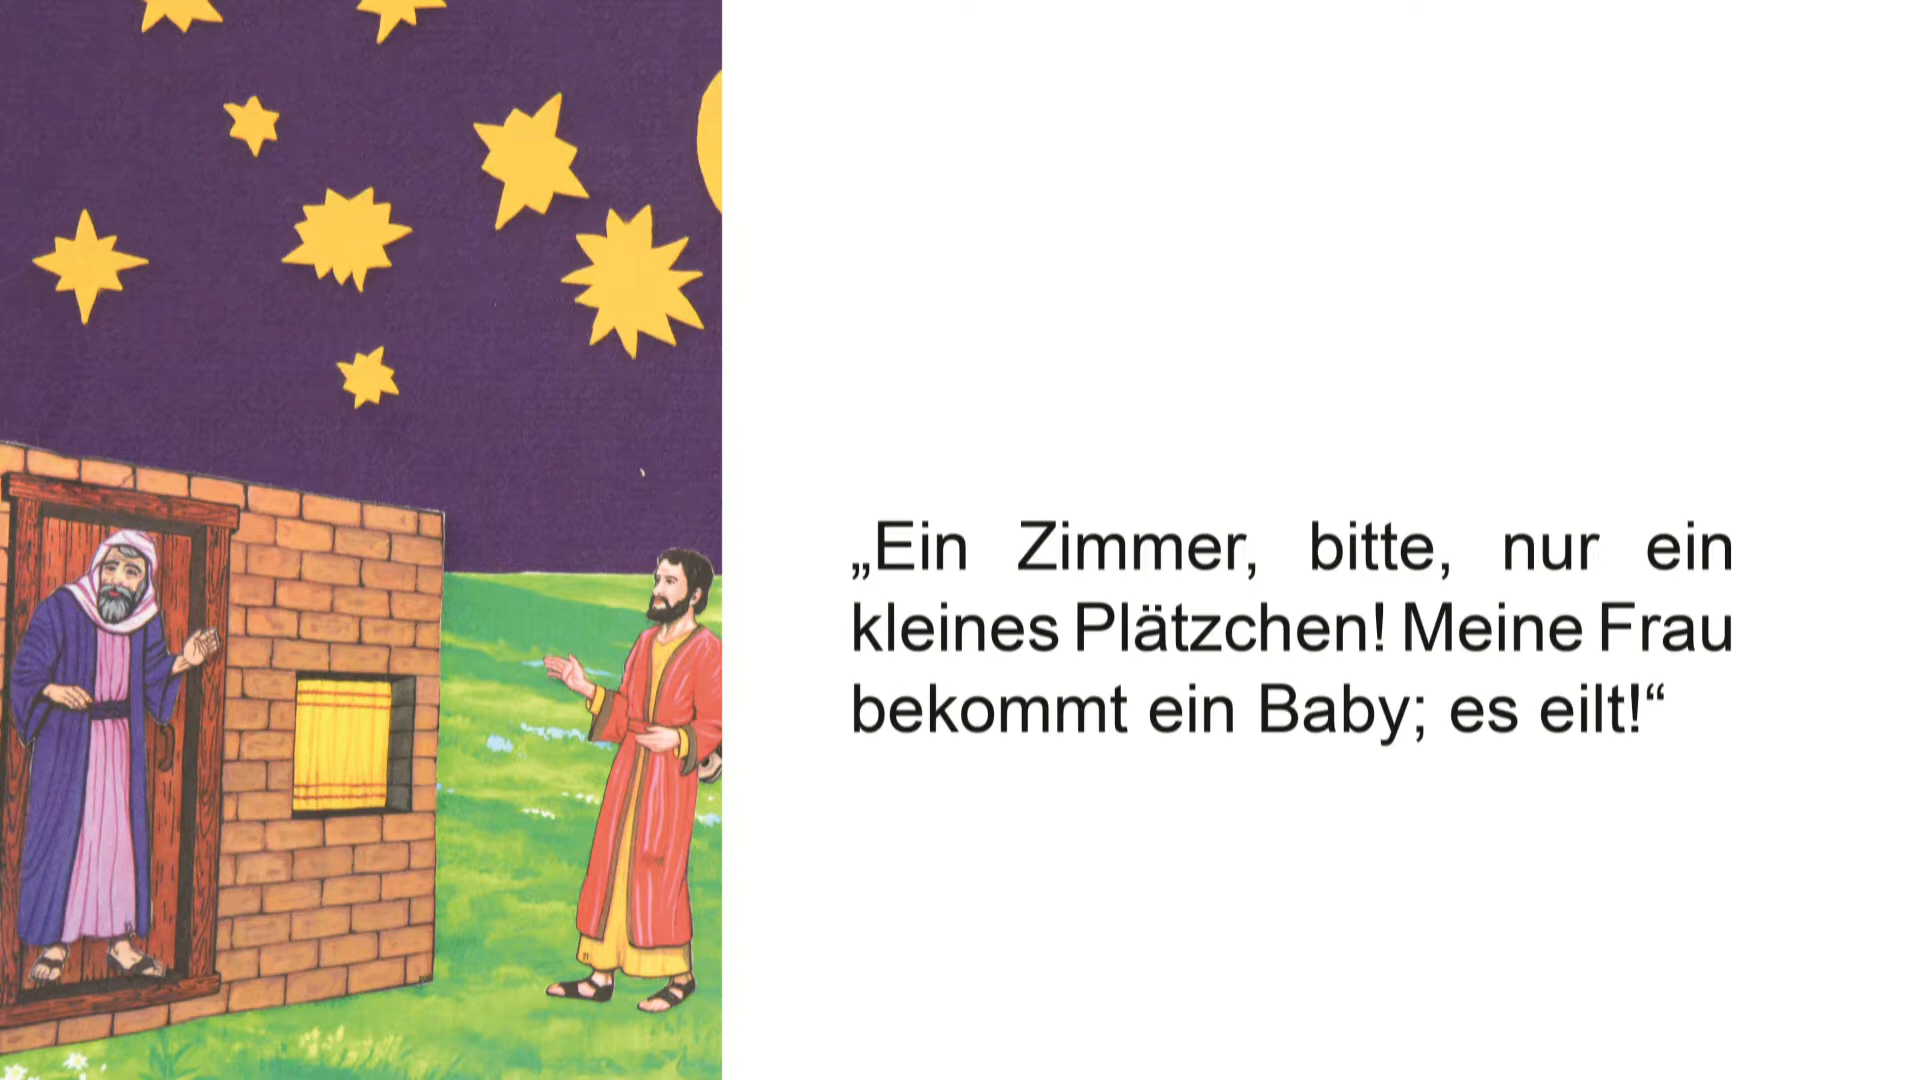 „Ein Zimmer, bitte, nur ein
kleines Plätzchen! Meine Frau
bekommt ein Baby; es eilt!“